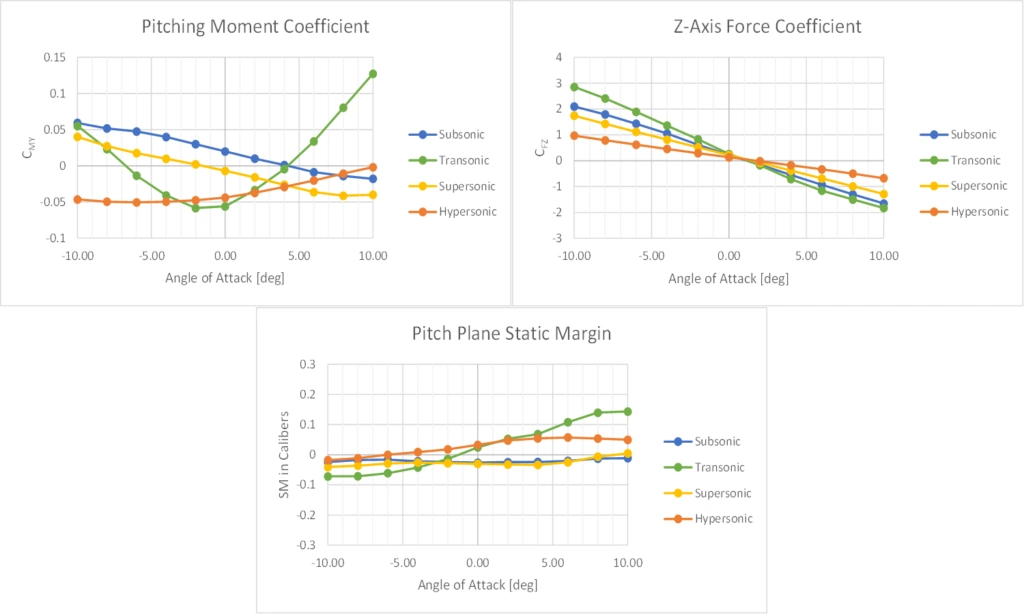 Pitching Moment Coefficient
0.15
0.1
0.05
0
-0.05
-0.1
C_MY
-10.00 -5.00 0.00 5.00 10.00
Angle of Attack [deg]
Subsonic
Transonic
Supersonic
Hypersonic
Z-Axis Force Coefficient
4
3
2
1
0
-1
-2
-3
C_FZ
-10.00 -5.00 0.00 5.00 10.00
Angle of Attack [deg]
Subsonic
Transonic
Supersonic
Hypersonic
Pitch Plane Static Margin
0.3
0.2
0.1
0
-0.1
-0.2
-0.3
SM in Calibers
-10.00 -5.00 0.00 5.00 10.00
Angle of Attack [deg]
Subsonic
Transonic
Supersonic
Hypersonic